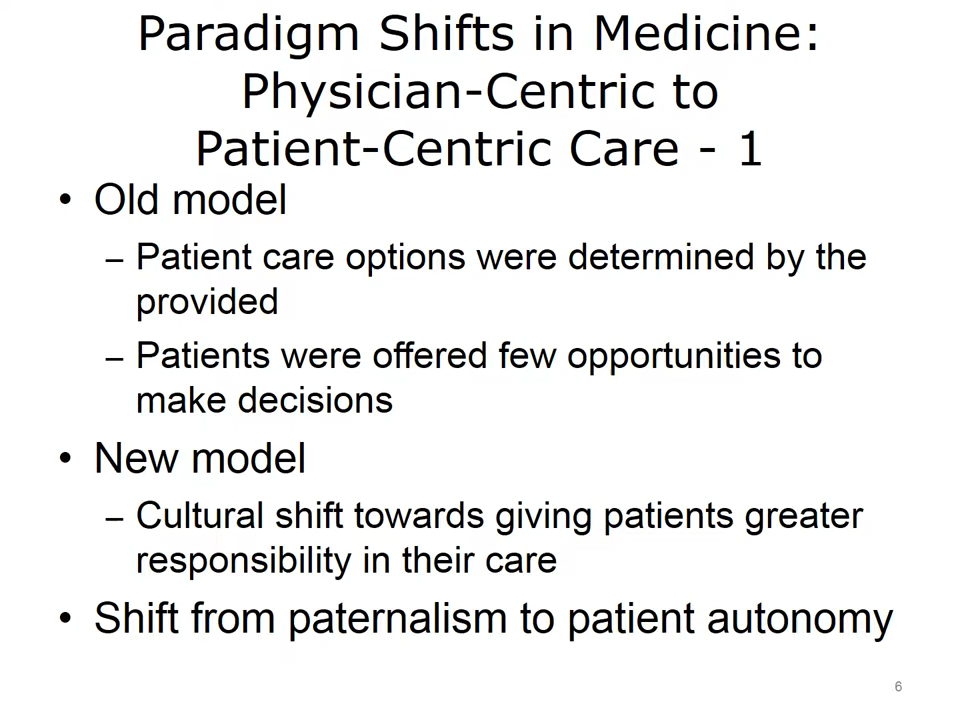 Paradigm Shifts in Medicine:
Physician-Centric to
Patient-Centric Care - 1
• Old model
– Patient care options were determined by the
provided
– Patients were offered few opportunities to
make decisions
• New model
– Cultural shift towards giving patients greater
responsibility in their care
• Shift from paternalism to patient autonomy
6